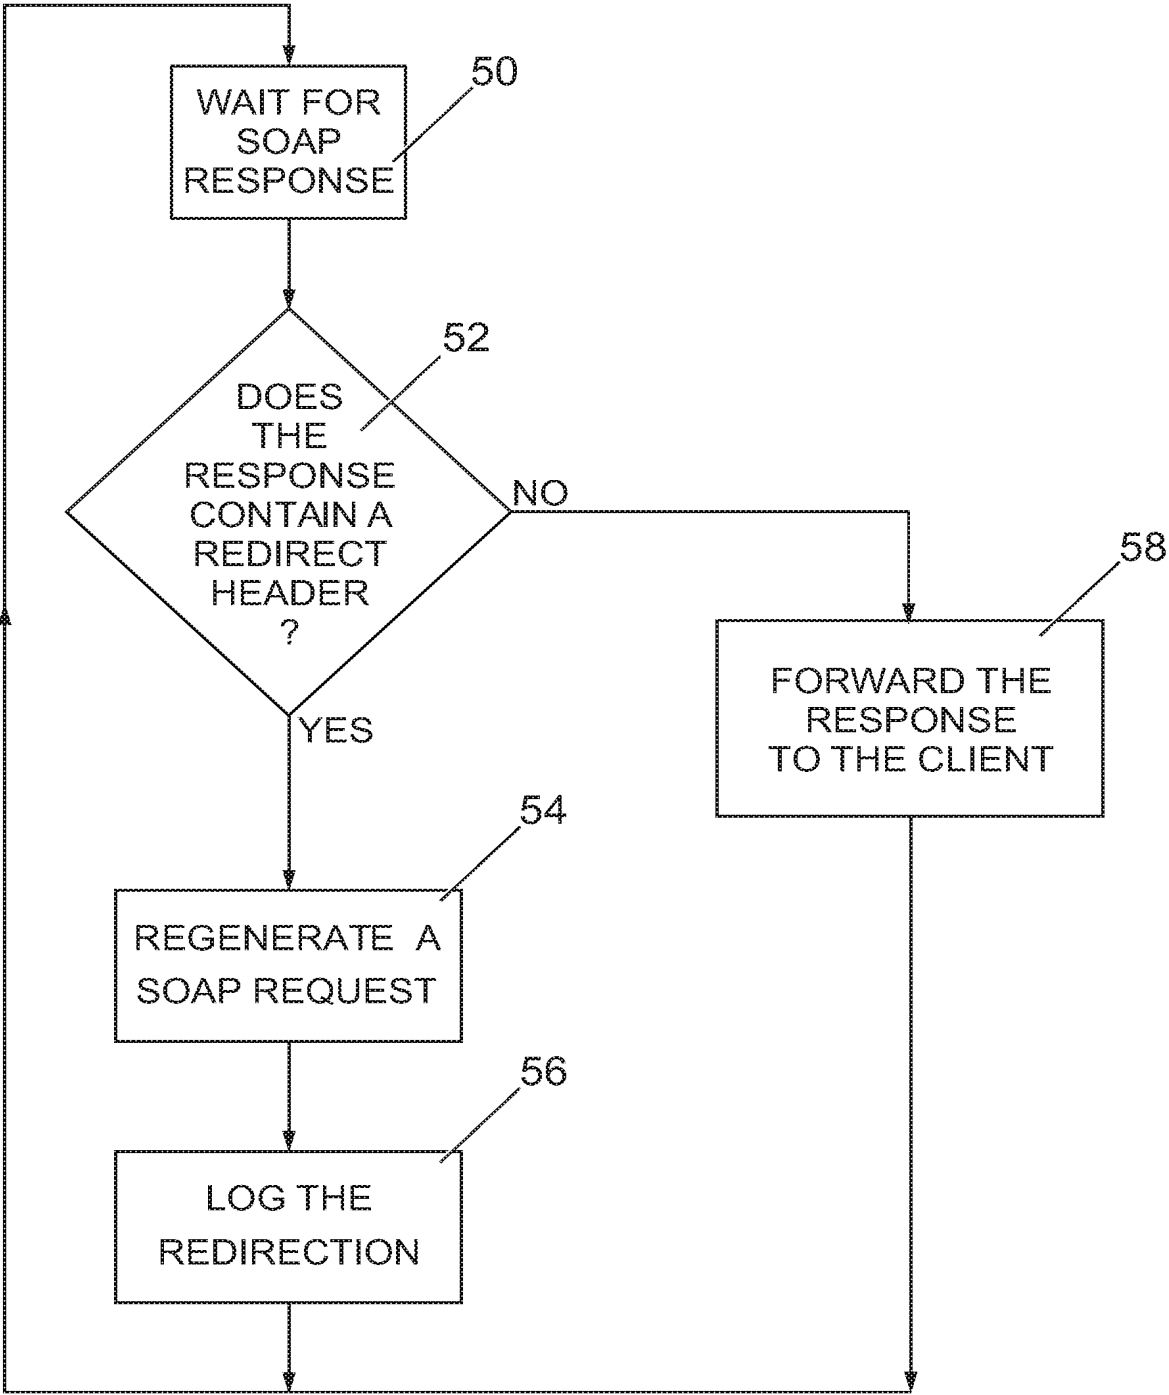 50
WAIT FOR
SOAP
RESPONSE
52
DOES
THE
RESPONSE
CONTAIN A
REDIRECT
HEADER
?
NO
58
FORWARD THE
RESPONSE
TO THE CLIENT
YES
54
REGENERATE A
SOAP REQUEST
56
LOG THE
REDIRECTION